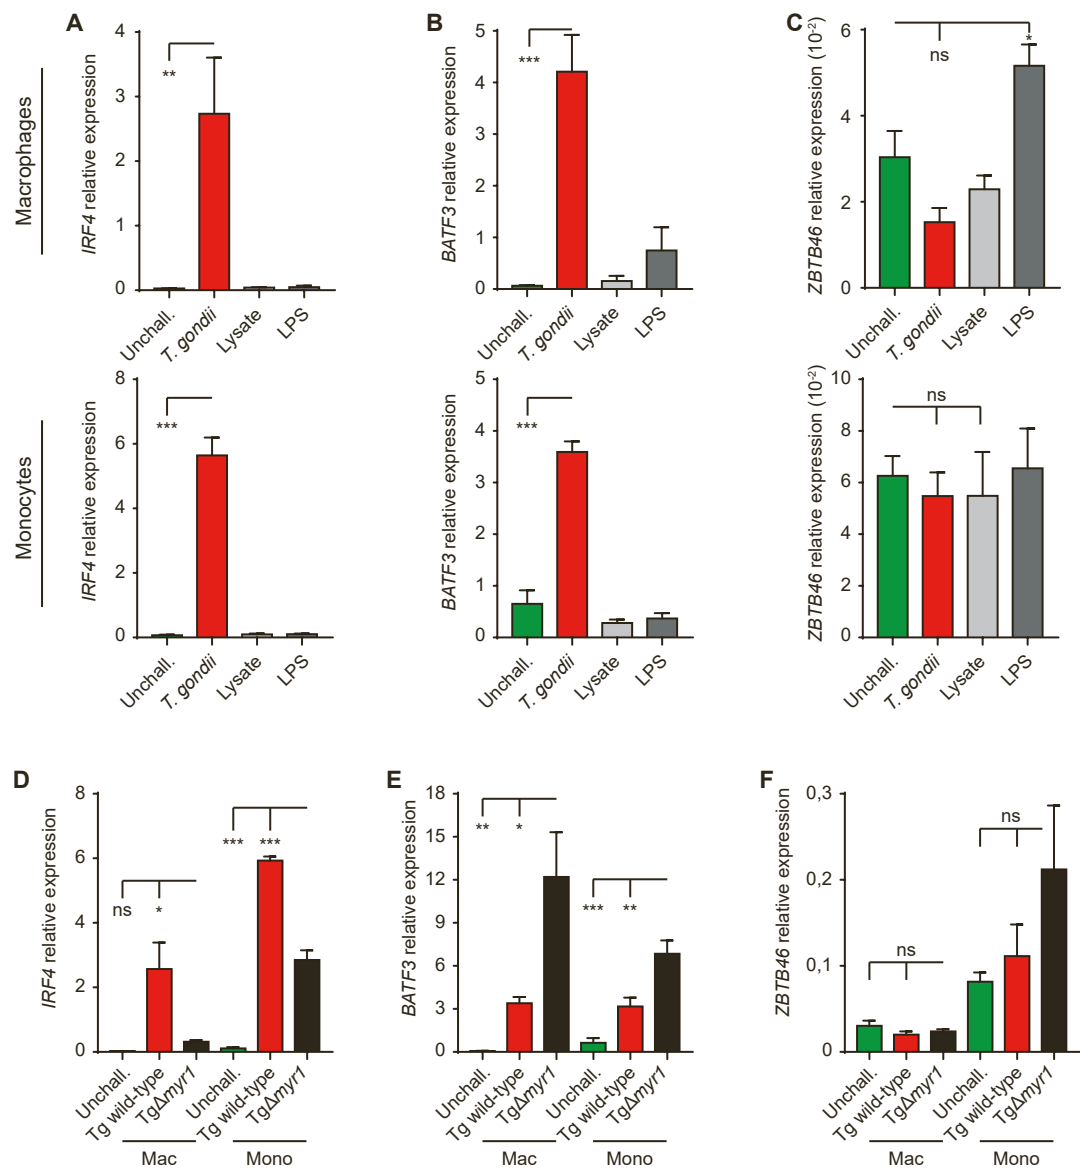 A
B
C
Macrophages
IRF4 relative expression
4
3
2
1
0
**
Unchall.
T. gondii
Lysate
LPS
BATF3 relative expression
5
4
3
2
1
0
***
Unchall.
T. gondii
Lysate
LPS
ZBTB46 relative expression (10-2)
6
4
2
0
ns
*
Unchall.
T. gondii
Lysate
LPS
Monocytes
IRF4 relative expression
8
6
4
2
0
***
Unchall.
T. gondii
Lysate
LPS
BATF3 relative expression
5
4
3
2
1
0
***
Unchall.
T. gondii
Lysate
LPS
ZBTB46 relative expression (10-2)
10
8
6
4
2
0
ns
Unchall.
T. gondii
Lysate
LPS
D
IRF4 relative expression
8
6
4
2
0
ns
*
***
***
Unchall.
Tg wild-type
TgΔmyr1
Unchall.
Tg wild-type
TgΔmyr1
Mac
Mono
E
BATF3 relative expression
18
15
12
9
6
3
0
**
*
***
**
Unchall.
Tg wild-type
TgΔmyr1
Unchall.
Tg wild-type
TgΔmyr1
Mac
Mono
F
ZBTB46 relative expression
0,3
0,2
0,1
0
ns
ns
Unchall.
Tg wild-type
TgΔmyr1
Unchall.
Tg wild-type
TgΔmyr1
Mac
Mono